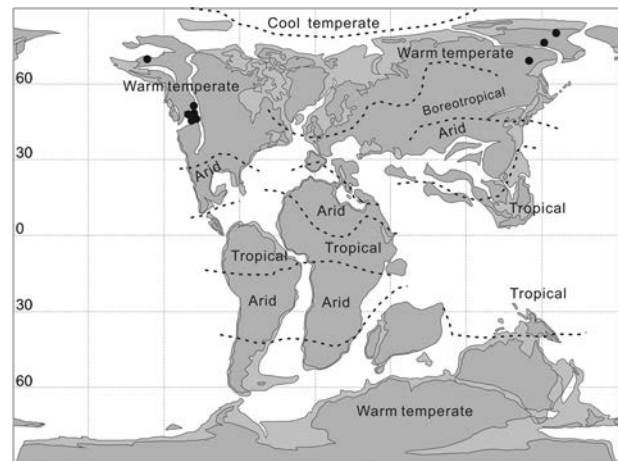 Cool temperate
Warm temperate
60
Warm temperate
Boreotropical
Arid
30
Arid
Arid
Tropical
0
Tropical
Tropical
Tropical
30
Arid
Arid
60
Warm temperate